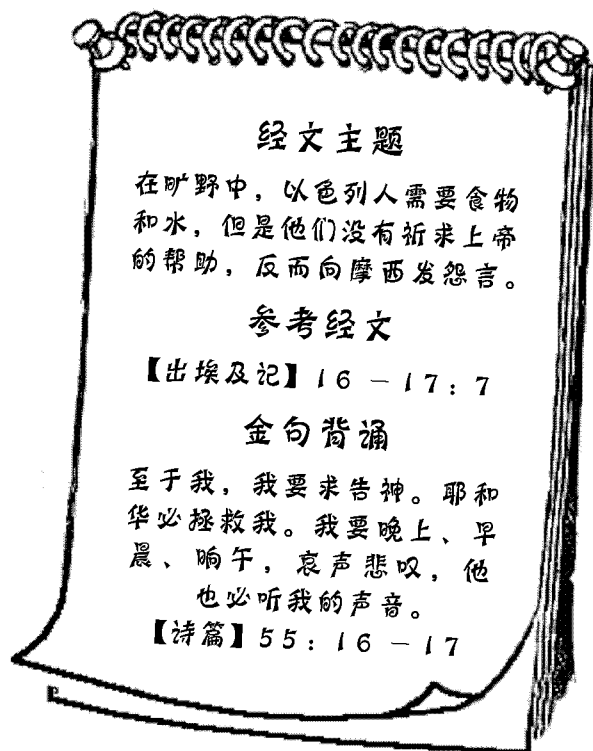 经文主题
在旷野中，以色列人需要食物
和水，但是他们没有祈求上帝
的帮助，反而向摩西发怨言。
参考经文
【出埃及记】16－17：7
金句背诵
至于我，我要求告神。耶和
华必拯救我。我要晚上、早
晨、晌午，哀声悲叹，他
也必听我的声音。
【诗篇】55：16－17